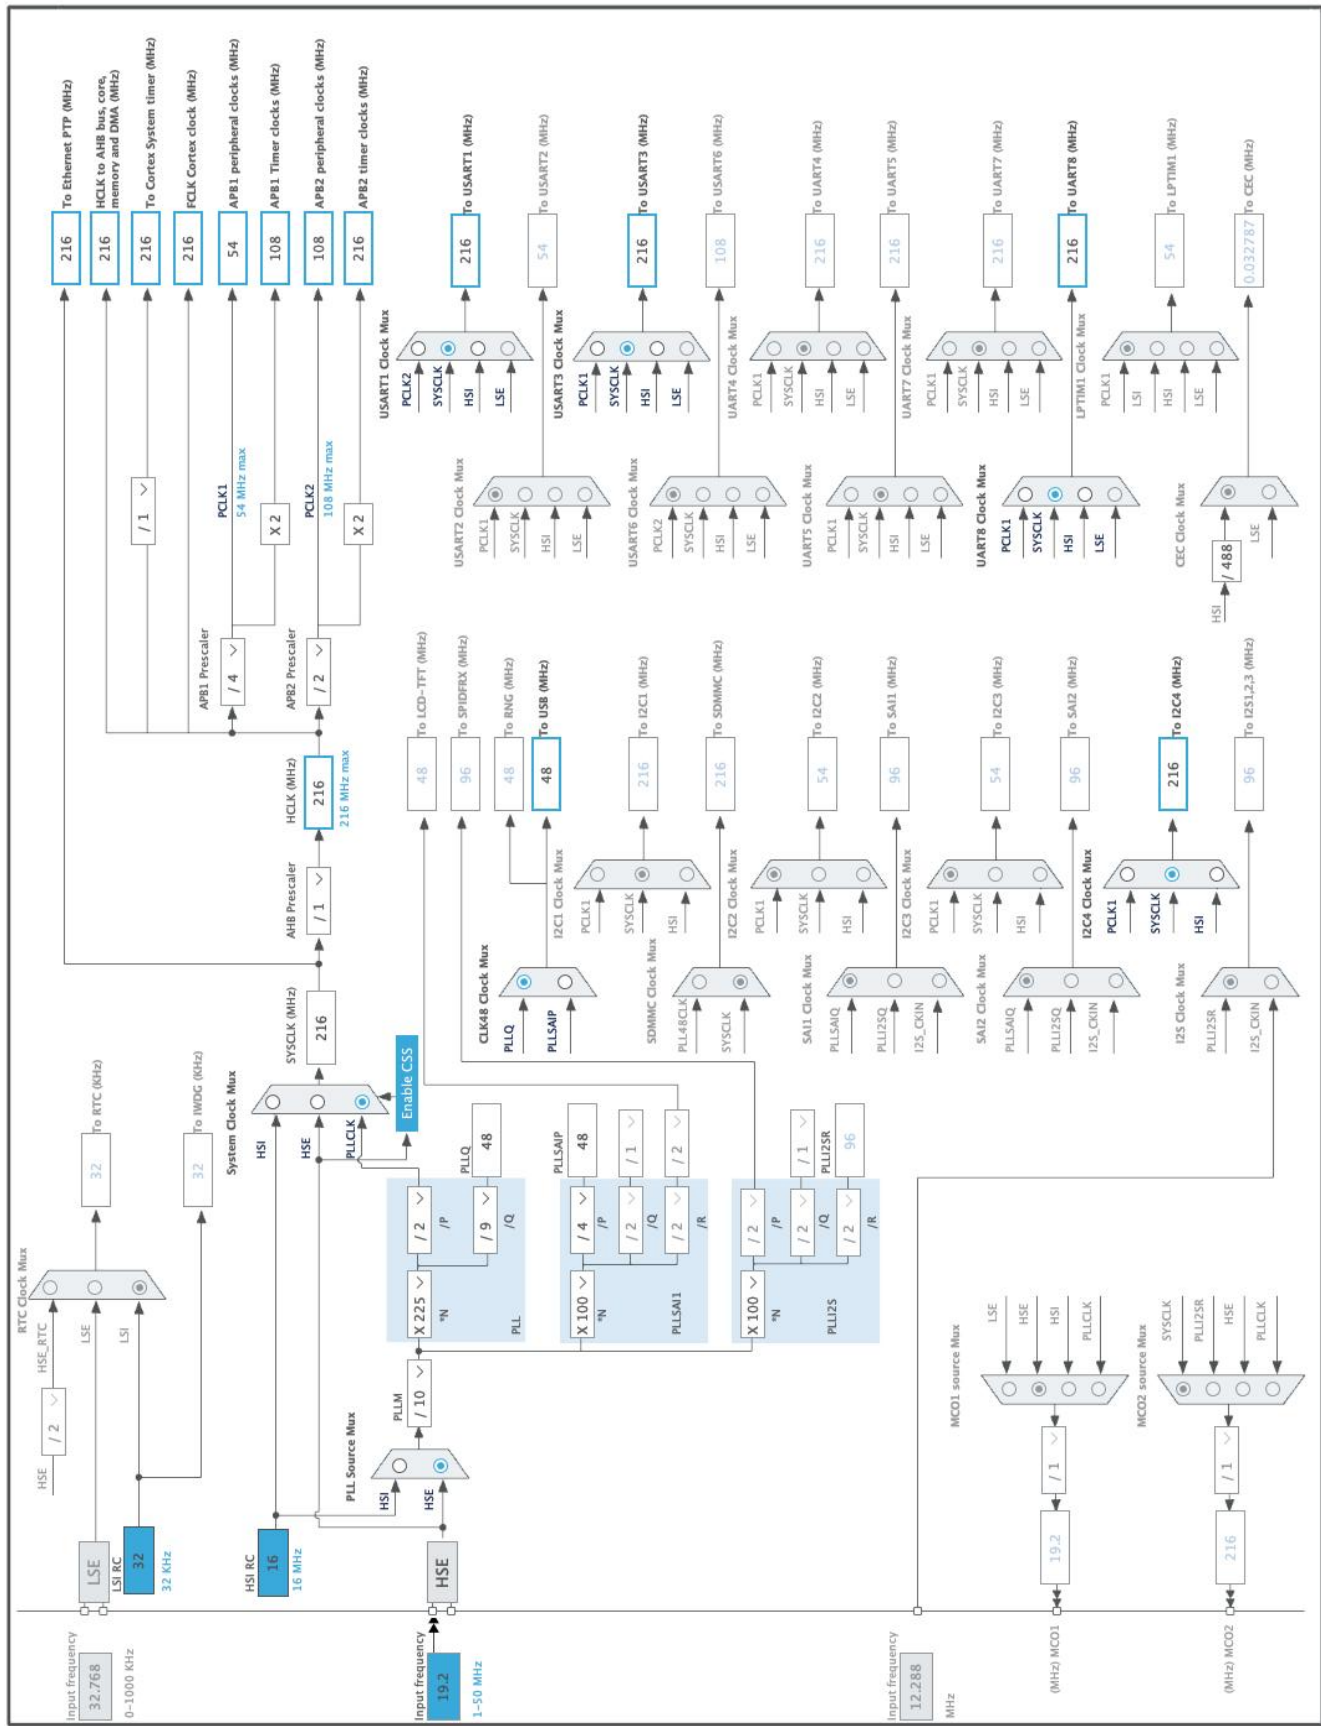 Input frequency
32.768
0-1000 KHz
LSE
LSI RC
32
32 KHz
HSE
/ 2
HSE_RTC
LSE
LSI
RTC Clock Mux
32
To RTC (KHz)
32
To IWDG (KHz)
HSI RC
16
16 MHz
Input frequency
19.2
1-50 MHz
HSE
PLL Source Mux
HSI
HSE
PLLM
/ 10
X 225
*N
/ 2
/P
/ 9
/Q
PLL
PLLQ
48
X 100
*N
/ 4
/P
/ 2
/Q
/ 2
/R
PLLSAI1
PLLSAIP
48
/ 1
/ 2
X 100
*N
/ 2
/P
/ 2
/Q
/ 2
/R
PLLI2S
/ 1
PLLI2SR
96
System Clock Mux
HSI
HSE
PLLCLK
Enable CSS
SYSCLK (MHz)
216
AHB Prescaler
/ 1
HCLK (MHz)
216
216 MHz max
APB1 Prescaler
/ 4
APB2 Prescaler
/ 2
/ 1
PCLK1
54 MHz max
X 2
PCLK2
108 MHz max
X 2
216
To Ethernet PTP (MHz)
216
HCLK to AHB bus, core,
memory and DMA (MHz)
216
To Cortex System timer (MHz)
216
FCLK Cortex clock (MHz)
54
APB1 peripheral clocks (MHz)
108
APB1 Timer clocks (MHz)
108
APB2 peripheral clocks (MHz)
216
APB2 timer clocks (MHz)
48
To LCD-TFT (MHz)
96
To SPIDFRX (MHz)
48
To RNG (MHz)
CLK48 Clock Mux
PLLQ
PLLSAIP
48
To USB (MHz)
I2C1 Clock Mux
PCLK1
SYSCLK
HSI
216
To I2C1 (MHz)
SDMMC Clock Mux
PLL48CLK
SYSCLK
216
To SDMMC (MHz)
I2C2 Clock Mux
PCLK1
SYSCLK
HSI
54
To I2C2 (MHz)
SAI1 Clock Mux
PLLSAIQ
PLLI2SQ
I2S_CKIN
96
To SAI1 (MHz)
I2C3 Clock Mux
PCLK1
SYSCLK
HSI
54
To I2C3 (MHz)
SAI2 Clock Mux
PLLSAIQ
PLLI2SQ
I2S_CKIN
96
To SAI2 (MHz)
I2C4 Clock Mux
PCLK1
SYSCLK
HSI
216
To I2C4 (MHz)
I2S Clock Mux
PLLI2SR
I2S_CKIN
96
To I2S1,2,3 (MHz)
USART1 Clock Mux
PCLK2
SYSCLK
HSI
LSE
216
To USART1 (MHz)
USART2 Clock Mux
PCLK1
SYSCLK
HSI
LSE
54
To USART2 (MHz)
USART3 Clock Mux
PCLK1
SYSCLK
HSI
LSE
216
To USART3 (MHz)
USART6 Clock Mux
PCLK2
SYSCLK
HSI
LSE
108
To USART6 (MHz)
UART4 Clock Mux
PCLK1
SYSCLK
HSI
LSE
216
To UART4 (MHz)
UART5 Clock Mux
PCLK1
SYSCLK
HSI
LSE
216
To UART5 (MHz)
UART7 Clock Mux
PCLK1
SYSCLK
HSI
LSE
216
To UART7 (MHz)
UART8 Clock Mux
PCLK1
SYSCLK
HSI
LSE
216
To UART8 (MHz)
LPTIM1 Clock Mux
PCLK1
LSI
HSI
LSE
54
To LPTIM1 (MHz)
CEC Clock Mux
HSI
/ 488
LSE
0.032787
To CEC (MHz)
Input frequency
12.288
MHz
MCO1 source Mux
LSE
HSE
HSI
PLLCLK
/ 1
19.2
(MHz) MCO1
MCO2 source Mux
SYSCLK
PLLI2SR
HSE
PLLCLK
/ 1
216
(MHz) MCO2